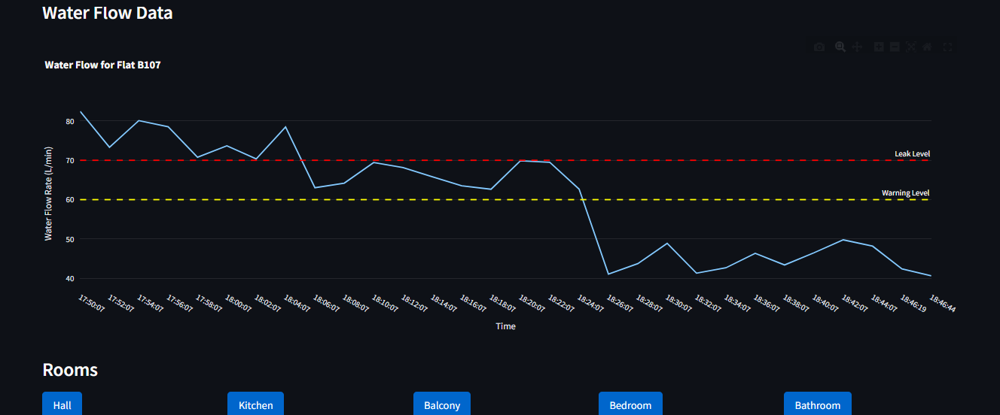 Water Flow Data
Water Flow for Flat B107
80
70
60
50
40
Water Flow Rate (L/min)
Leak Level
Warning Level
17:50:07 17:52:07 17:54:07 17:56:07 17:58:07 18:00:07 18:02:07 18:04:07 18:06:07 18:08:07 18:10:07 18:12:07 18:14:07 18:16:07 18:18:07 18:20:07 18:22:07 18:24:07 18:26:07 18:28:07 18:30:07 18:32:07 18:34:07 18:36:07 18:38:07 18:40:07 18:42:07 18:44:07 18:46:19 18:46:44
Time
Rooms
Hall Kitchen Balcony Bedroom Bathroom